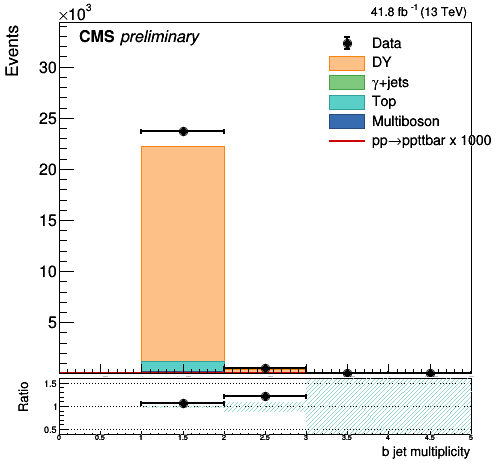 ×10³
41.8 fb⁻¹ (13 TeV)
CMS preliminary
Events
Data
DY
γ+jets
Top
Multiboson
pp→ppttbar x 1000
30
25
20
15
10
5
Ratio
1.5
1
0.5
0 0.5 1 1.5 2 2.5 3 3.5 4 4.5 5
b jet multiplicity